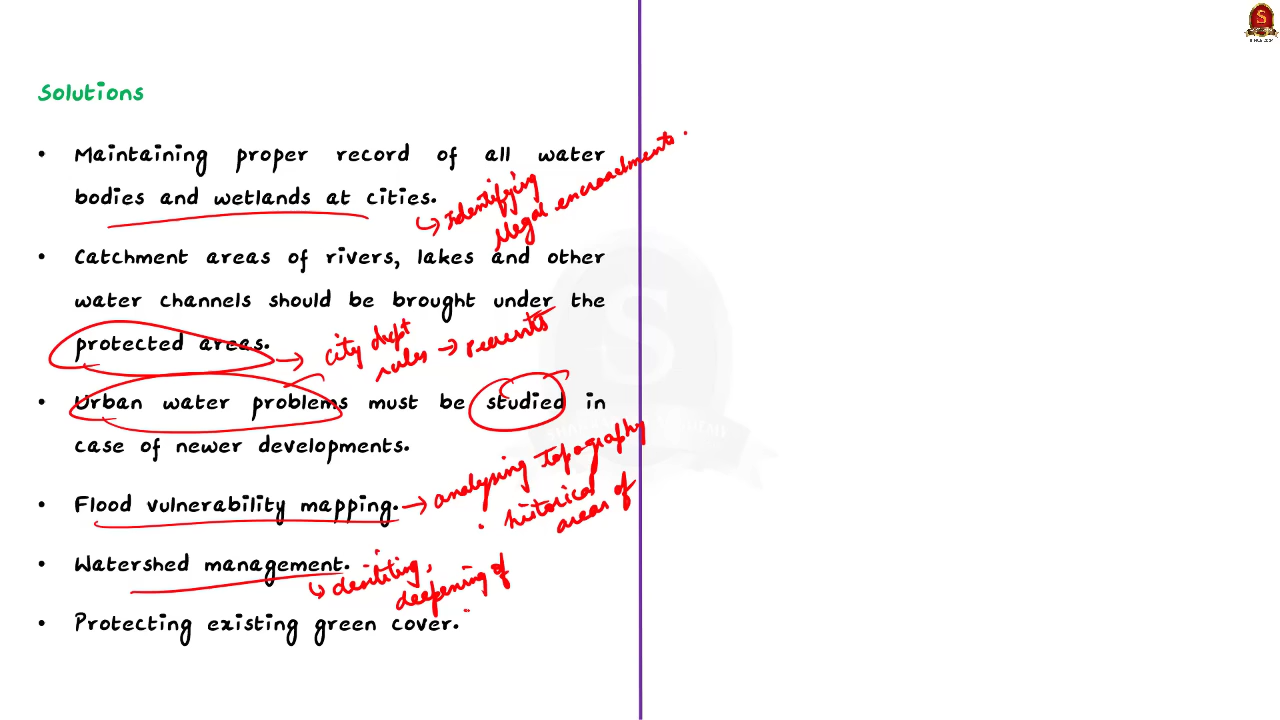 Solutions
• Maintaining proper record of all water
bodies and wetlands at cities.
↳ identifying
illegal encroachments.
• Catchment areas of rivers, lakes and other
water channels should be brought under the
protected areas.
→ city dept
rules → prevents
• Urban water problems must be studied in
case of newer developments.
• Flood vulnerability mapping.
→ analysing topography
• historical
areas of
• Watershed management.
↳ desilting,
deepening of
• Protecting existing green cover.
S